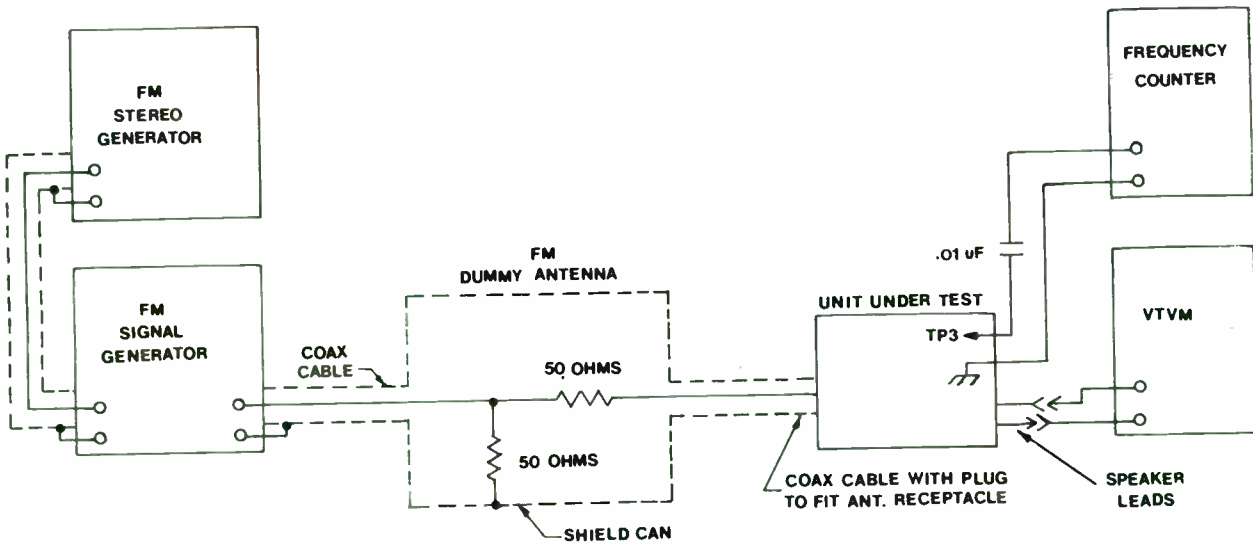 FM
STEREO
GENERATOR
FREQUENCY
COUNTER
.01 uF
FM
DUMMY ANTENNA
UNIT UNDER TEST
FM
SIGNAL
GENERATOR
COAX
CABLE
50 OHMS
TP3
VTVM
50 OHMS
COAX CABLE WITH PLUG
TO FIT ANT. RECEPTACLE
SPEAKER
LEADS
SHIELD CAN